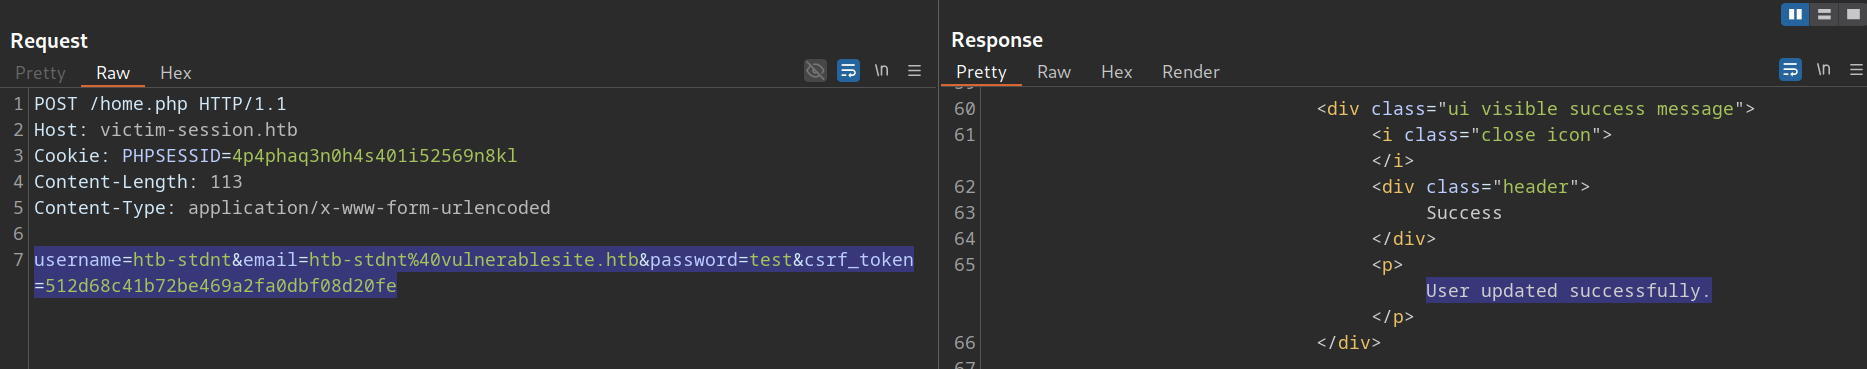 Request
Pretty Raw Hex \n
1 POST /home.php HTTP/1.1
2 Host: victim-session.htb
3 Cookie: PHPSESSID=4p4phaq3n0h4s401i52569n8kl
4 Content-Length: 113
5 Content-Type: application/x-www-form-urlencoded
6
7 username=htb-stdnt&email=htb-stdnt%40vulnerablesite.htb&password=test&csrf_token
=512d68c41b72be469a2fa0dbf08d20fe
Response
Pretty Raw Hex Render \n
59
60 <div class="ui visible success message">
61 <i class="close icon">
</i>
62 <div class="header">
63 Success
64 </div>
65 <p>
User updated successfully.
</p>
66 </div>
67